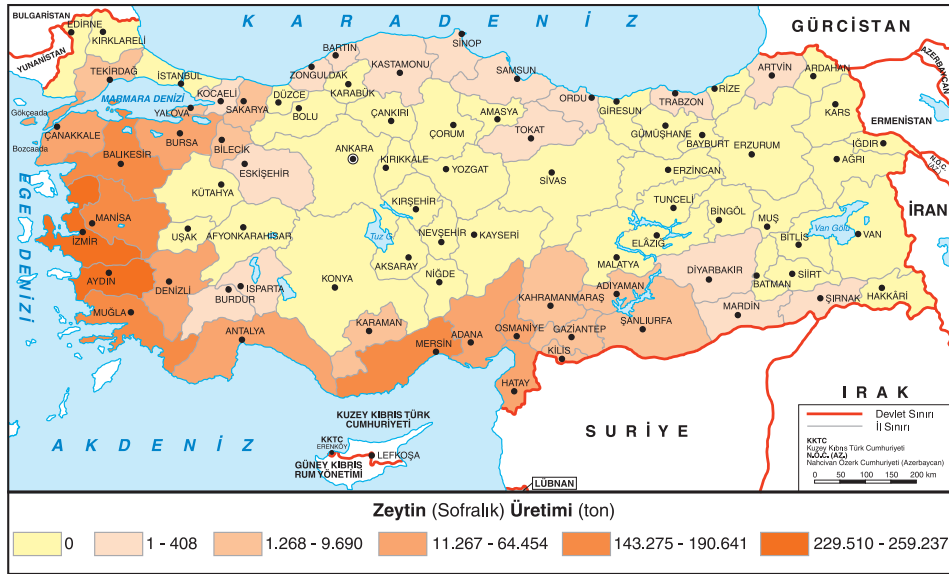 BULGARİSTAN
K A R A D E N İ Z
GÜRCİSTAN
EDİRNE
KIRKLARELİ
YUNANİSTAN
TEKİRDAĞ
İSTANBUL
BARTIN
ZONGULDAK
KASTAMONU
SİNOP
SAMSUN
ARTVİN
ARDAHAN
AZERBAYCAN
MARMARA DENİZİ
KOCAELİ
YALOVA
SAKARYA
DÜZCE
BOLU
KARABÜK
ÇANKIRI
ÇORUM
AMASYA
ORDU
GİRESUN
TRABZON
RİZE
KARS
Gökçeada
ÇANAKKALE
Bozcaada
BURSA
BİLECİK
TOKAT
GÜMÜŞHANE
BAYBURT
ERZURUM
ERMENİSTAN
IĞDIR
N.Ö.C.
(AZ.)
BALIKESİR
ESKİŞEHİR
ANKARA
KIRIKKALE
YOZGAT
SİVAS
ERZİNCAN
AĞRI
EGE DENİZİ
KÜTAHYA
KIRŞEHİR
TUNCELİ
BİNGÖL
MUŞ
İRAN
MANİSA
İZMİR
UŞAK
AFYONKARAHİSAR
Tuz G.
NEVŞEHİR
KAYSERİ
ELÂZIĞ
BİTLİS
Van Gölü
VAN
AYDIN
DENİZLİ
BURDUR
ISPARTA
KONYA
AKSARAY
NİĞDE
MALATYA
DİYARBAKIR
BATMAN
SİİRT
HAKKÂRİ
MUĞLA
ANTALYA
KARAMAN
MERSİN
ADANA
OSMANİYE
KAHRAMANMARAŞ
GAZİANTEP
ADIYAMAN
ŞANLIURFA
MARDİN
ŞIRNAK
KİLİS
HATAY
I R A K
A K D E N İ Z
KUZEY KIBRIS TÜRK
CUMHURİYETİ
KKTC
ERENKÖY
LEFKOŞA
GÜNEY KIBRIS
RUM YÖNETİMİ
S U R İ Y E
LÜBNAN
Devlet Sınırı
İl Sınırı
KKTC
Kuzey Kıbrıs Türk Cumhuriyeti
N.Ö.C. (AZ.)
Nahcivan Özerk Cumhuriyeti (Azerbaycan)
0 50 100 150 200 km
Zeytin (Sofralık) Üretimi (ton)
0
1 - 408
1.268 - 9.690
11.267 - 64.454
143.275 - 190.641
229.510 - 259.237